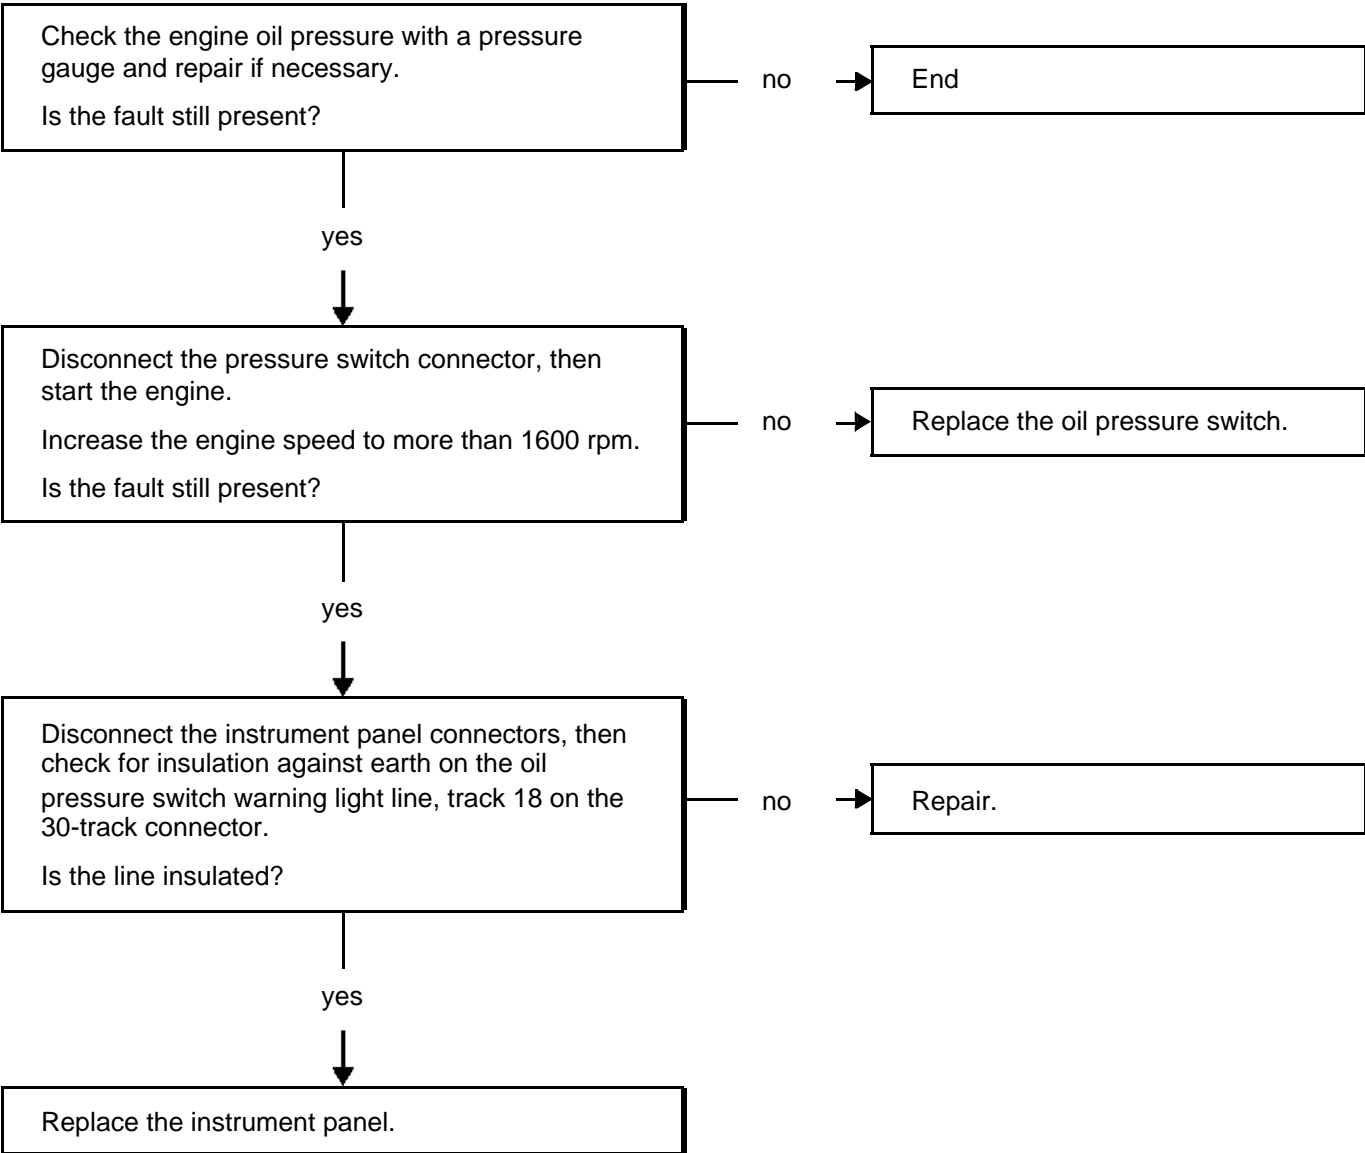 Check the engine oil pressure with a pressure
gauge and repair if necessary.
Is the fault still present?
no
End
yes
Disconnect the pressure switch connector, then
start the engine.
Increase the engine speed to more than 1600 rpm.
Is the fault still present?
no
Replace the oil pressure switch.
yes
Disconnect the instrument panel connectors, then
check for insulation against earth on the oil
pressure switch warning light line, track 18 on the
30-track connector.
Is the line insulated?
no
Repair.
yes
Replace the instrument panel.